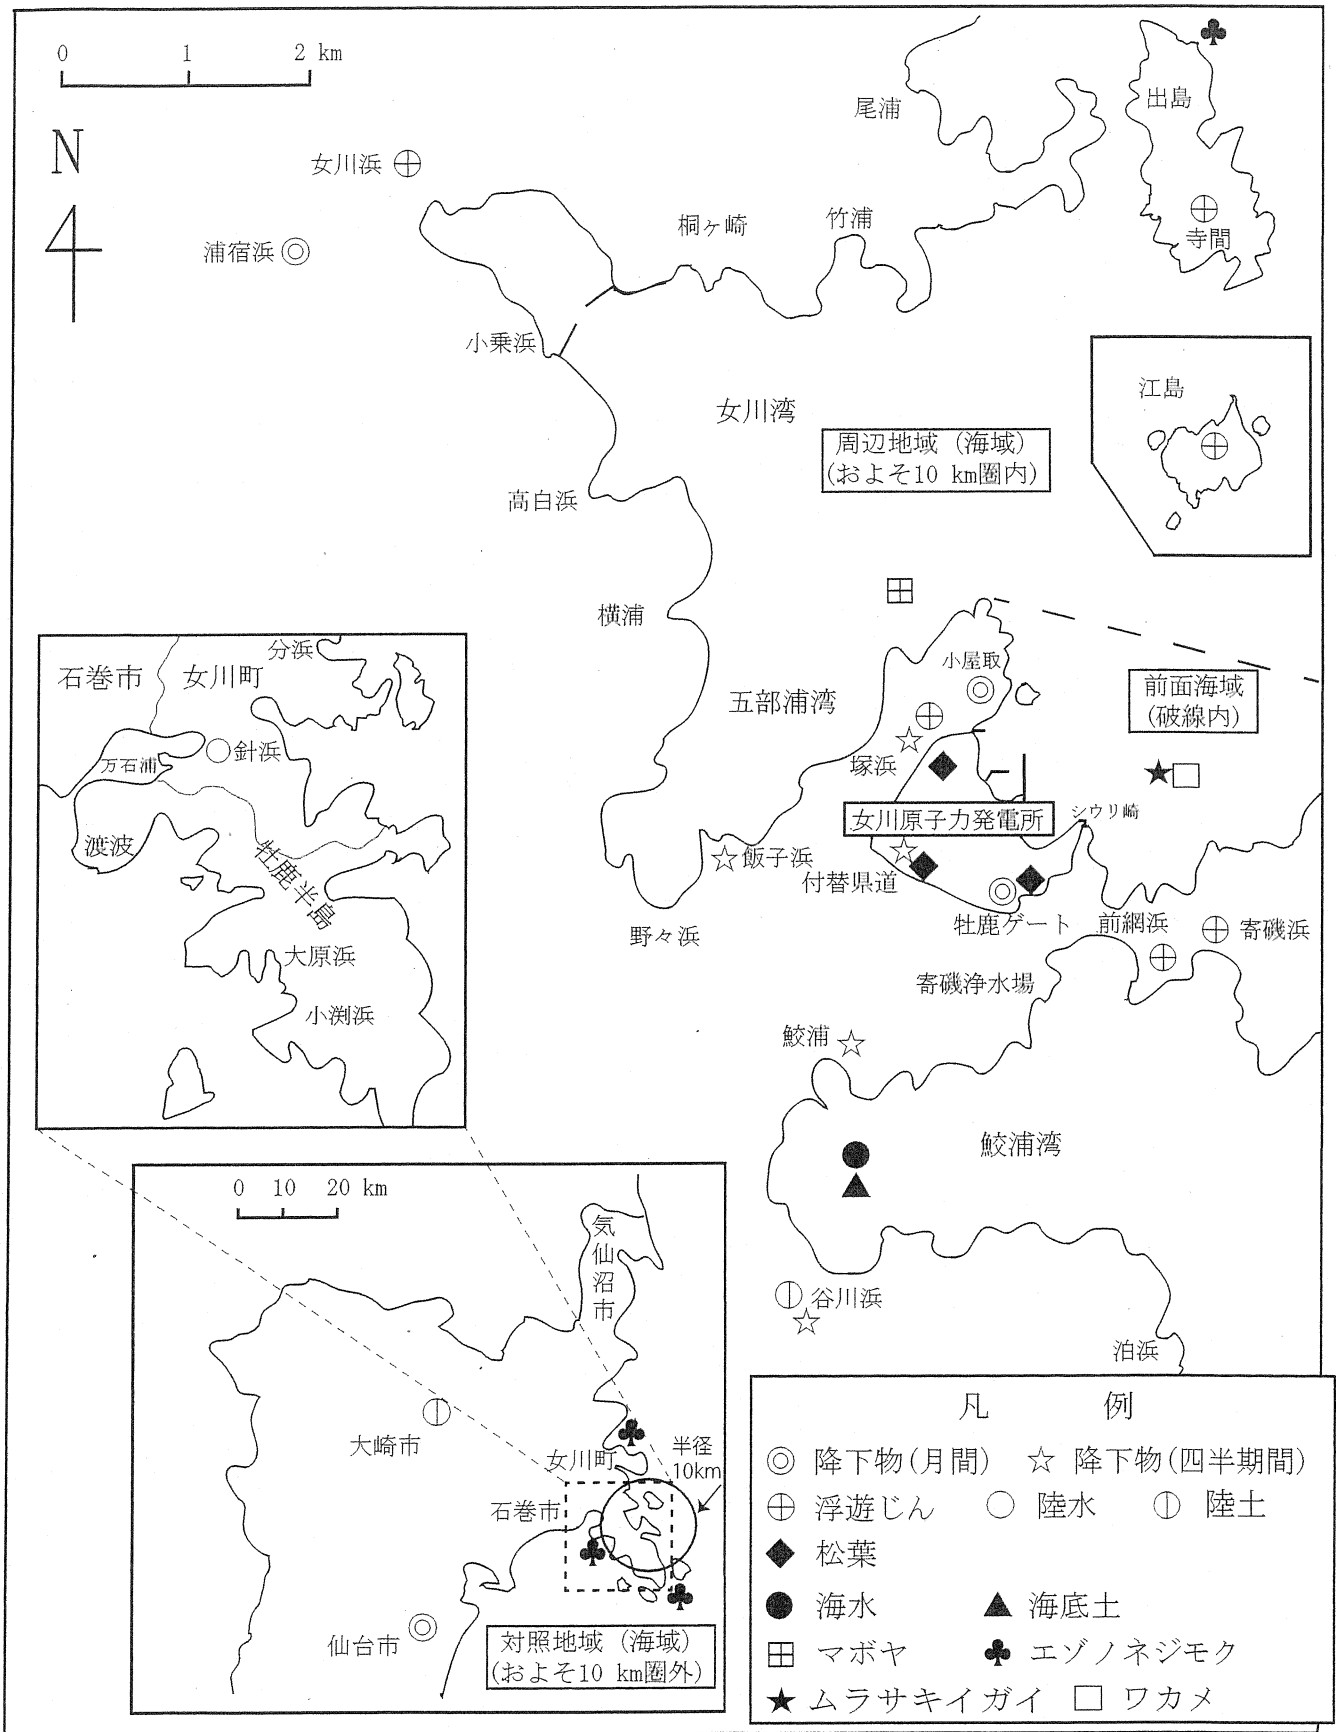 0 1 2 km
N
尾浦
出島
女川浜
浦宿浜
桐ヶ崎
竹浦
寺間
小乗浜
女川湾
江島
周辺地域（海域）
(およそ10 km圏内)
高白浜
横浦
小屋取
前面海域
(破線内)
五部浦湾
塚浜
女川原子力発電所
シウリ崎
飯子浜
付替県道
野々浜
牡鹿ゲート
前網浜
寄磯浜
寄磯浄水場
鮫浦
鮫浦湾
谷川浜
泊浜
分浜
石巻市
女川町
針浜
万石浦
渡波
牡鹿半島
大原浜
小渕浜
0 10 20 km
気仙沼市
大崎市
女川町
半径
10km
石巻市
仙台市
対照地域（海域）
(およそ10 km圏外)
凡 例
降下物(月間) 降下物(四半期間)
浮遊じん 陸水 陸土
松葉
海水 海底土
マボヤ エゾノネジモク
ムラサキイガイ ワカメ